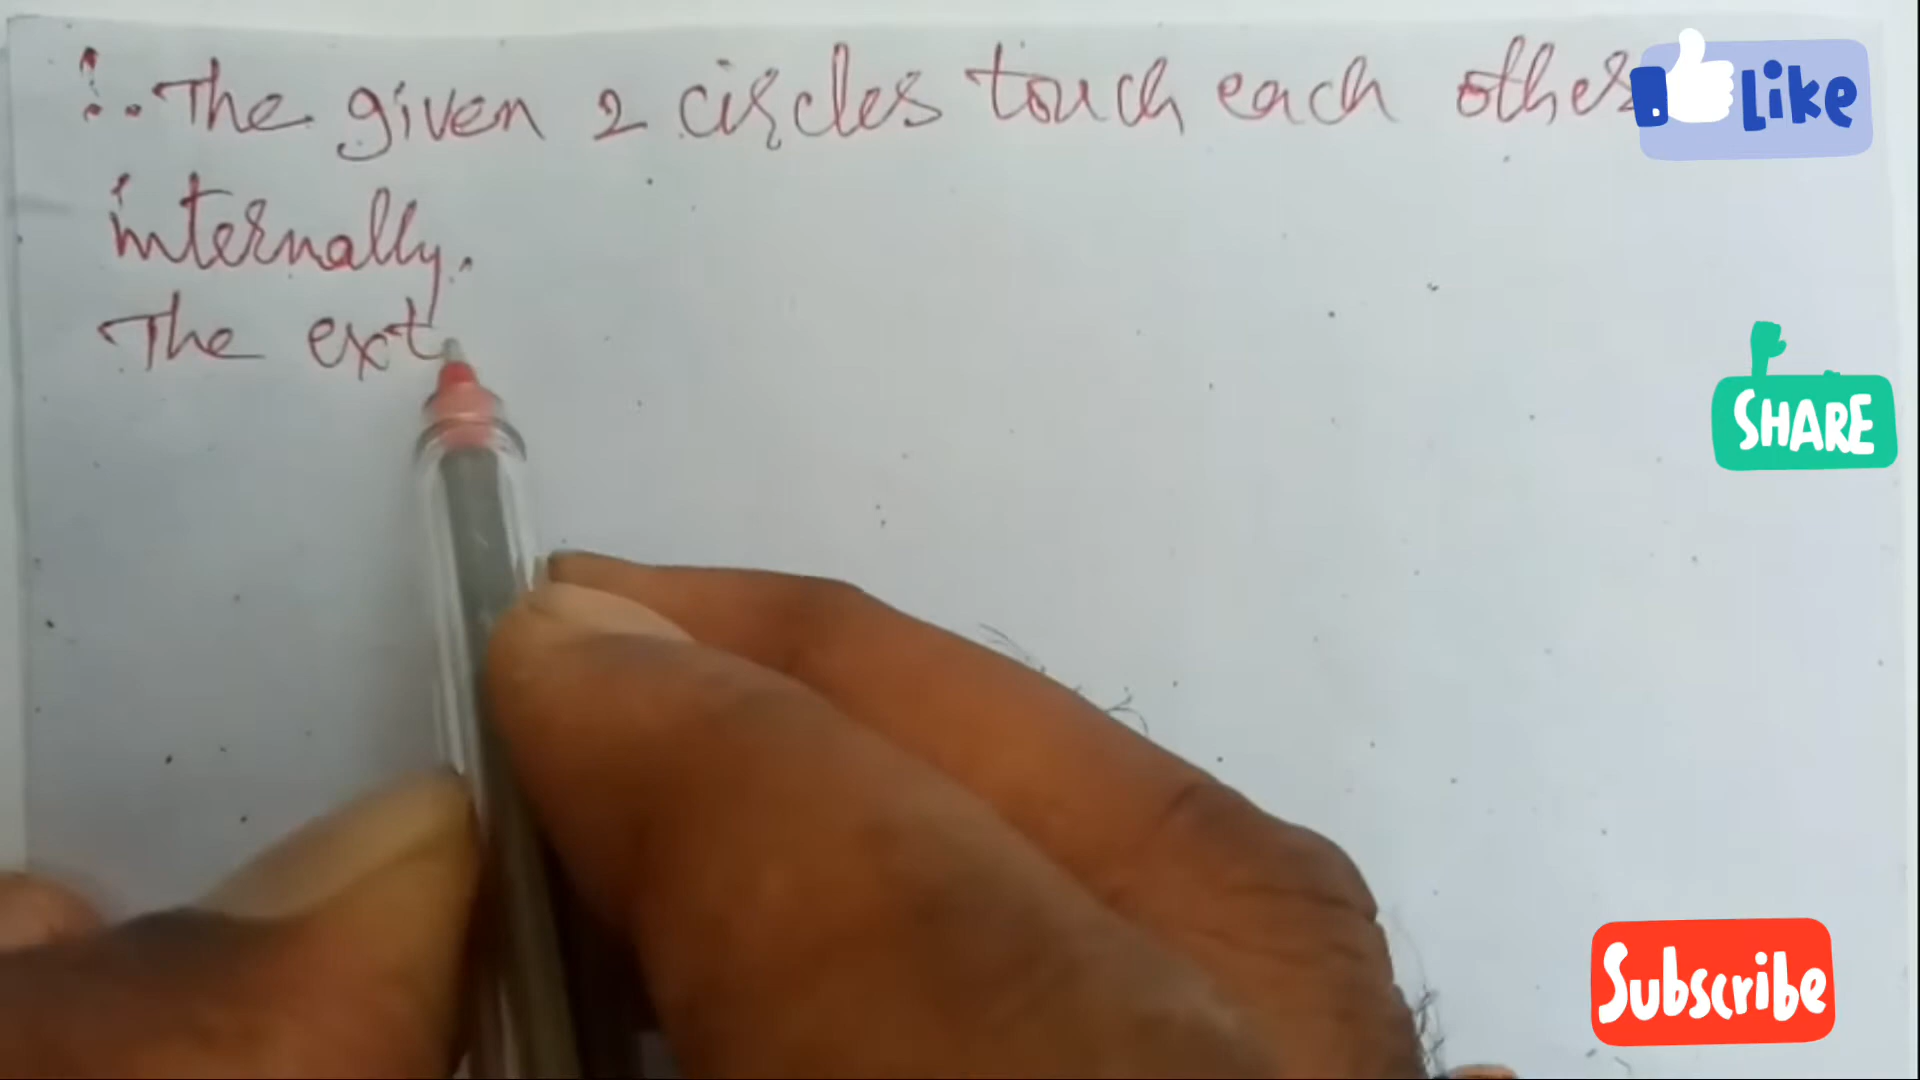 ∴ The given 2 circles touch each other
internally.
The ext
Like
SHARE
Subscribe